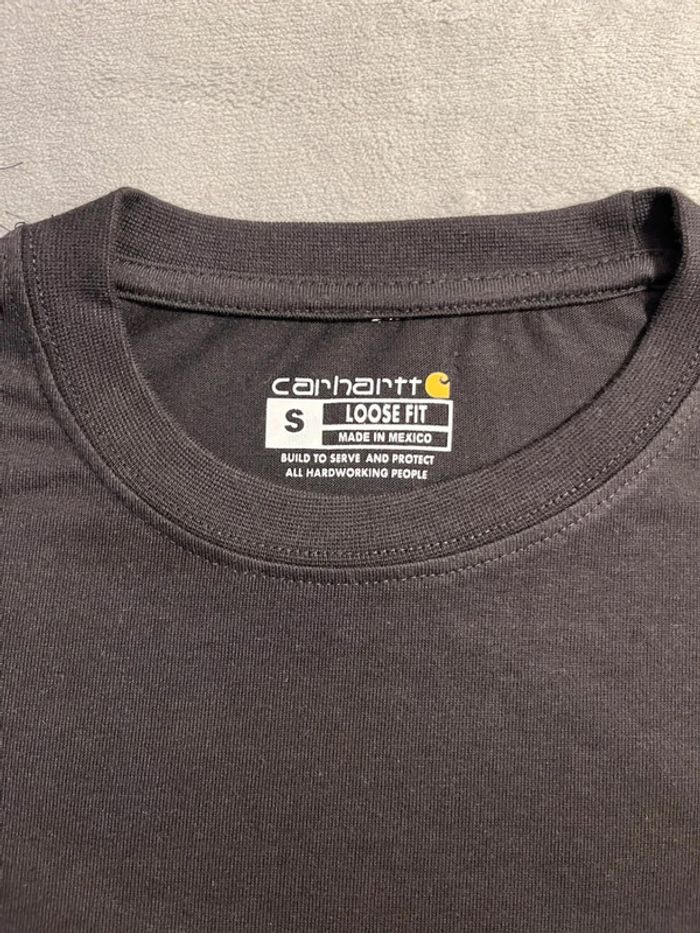 carhartt
S
LOOSE FIT
MADE IN MEXICO
BUILD TO SERVE AND PROTECT
ALL HARDWORKING PEOPLE